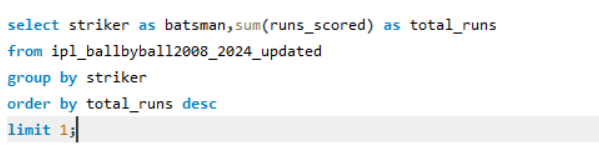 select striker as batsman,sum(runs_scored) as total_runs
from ipl_ballbyball2008_2024_updated
group by striker
order by total_runs desc
limit 1;